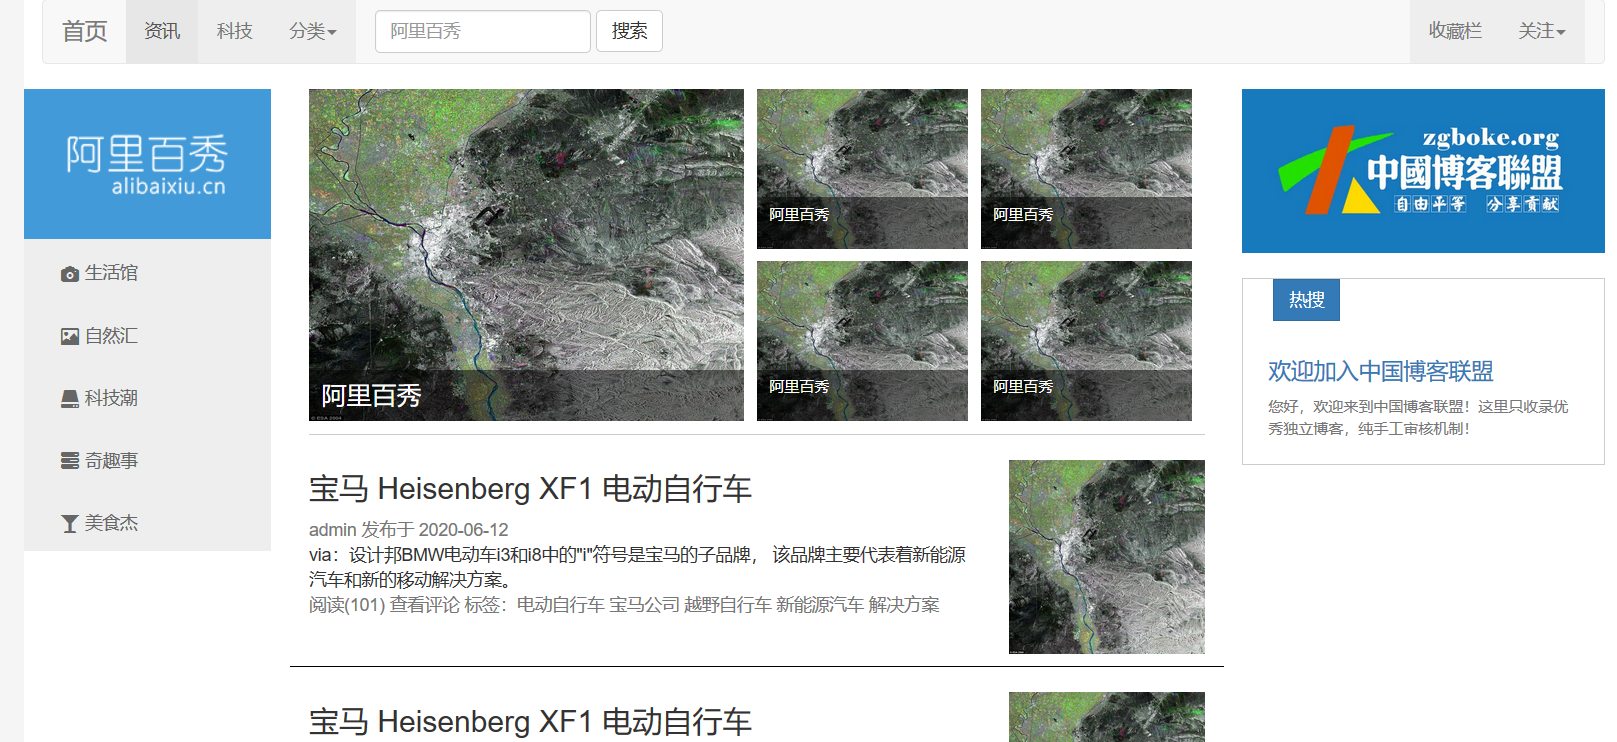 首页 资讯 科技 分类 阿里百秀 搜索 收藏栏 关注
阿里百秀
alibaixiu.cn
生活馆
自然汇
科技潮
奇趣事
美食杰
阿里百秀
阿里百秀
阿里百秀
阿里百秀
阿里百秀
宝马 Heisenberg XF1 电动自行车
admin 发布于 2020-06-12
via：设计邦BMW电动车i3和i8中的"i"符号是宝马的子品牌， 该品牌主要代表着新能源
汽车和新的移动解决方案。
阅读(101) 查看评论 标签：电动自行车 宝马公司 越野自行车 新能源汽车 解决方案
宝马 Heisenberg XF1 电动自行车
zgboke.org
中國博客聯盟
自由平等 分享貢献
热搜
欢迎加入中国博客联盟
您好，欢迎来到中国博客联盟！这里只收录优
秀独立博客，纯手工审核机制！